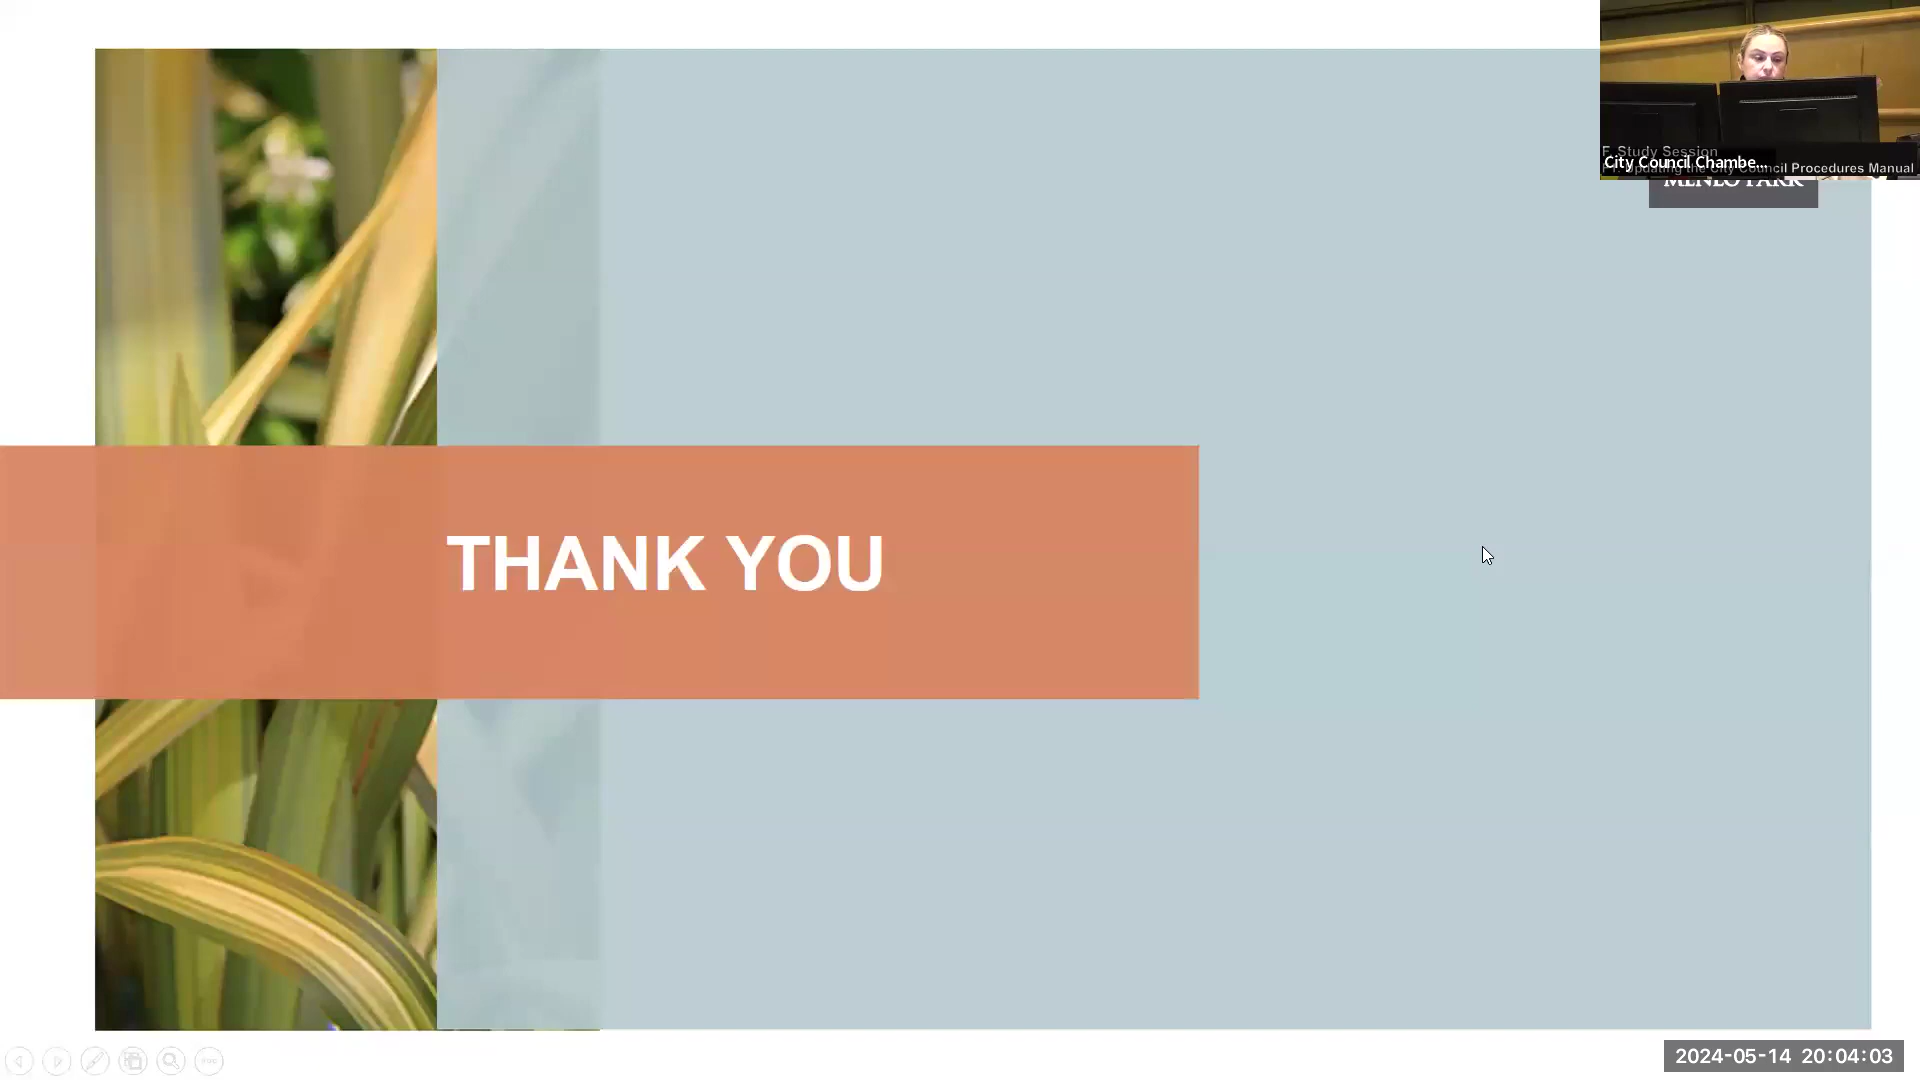 F. Study Session
City Council Chambe...
F1. Updating the City Council Procedures Manual
MENLO PARK
THANK YOU
2024-05-14 20:04:03